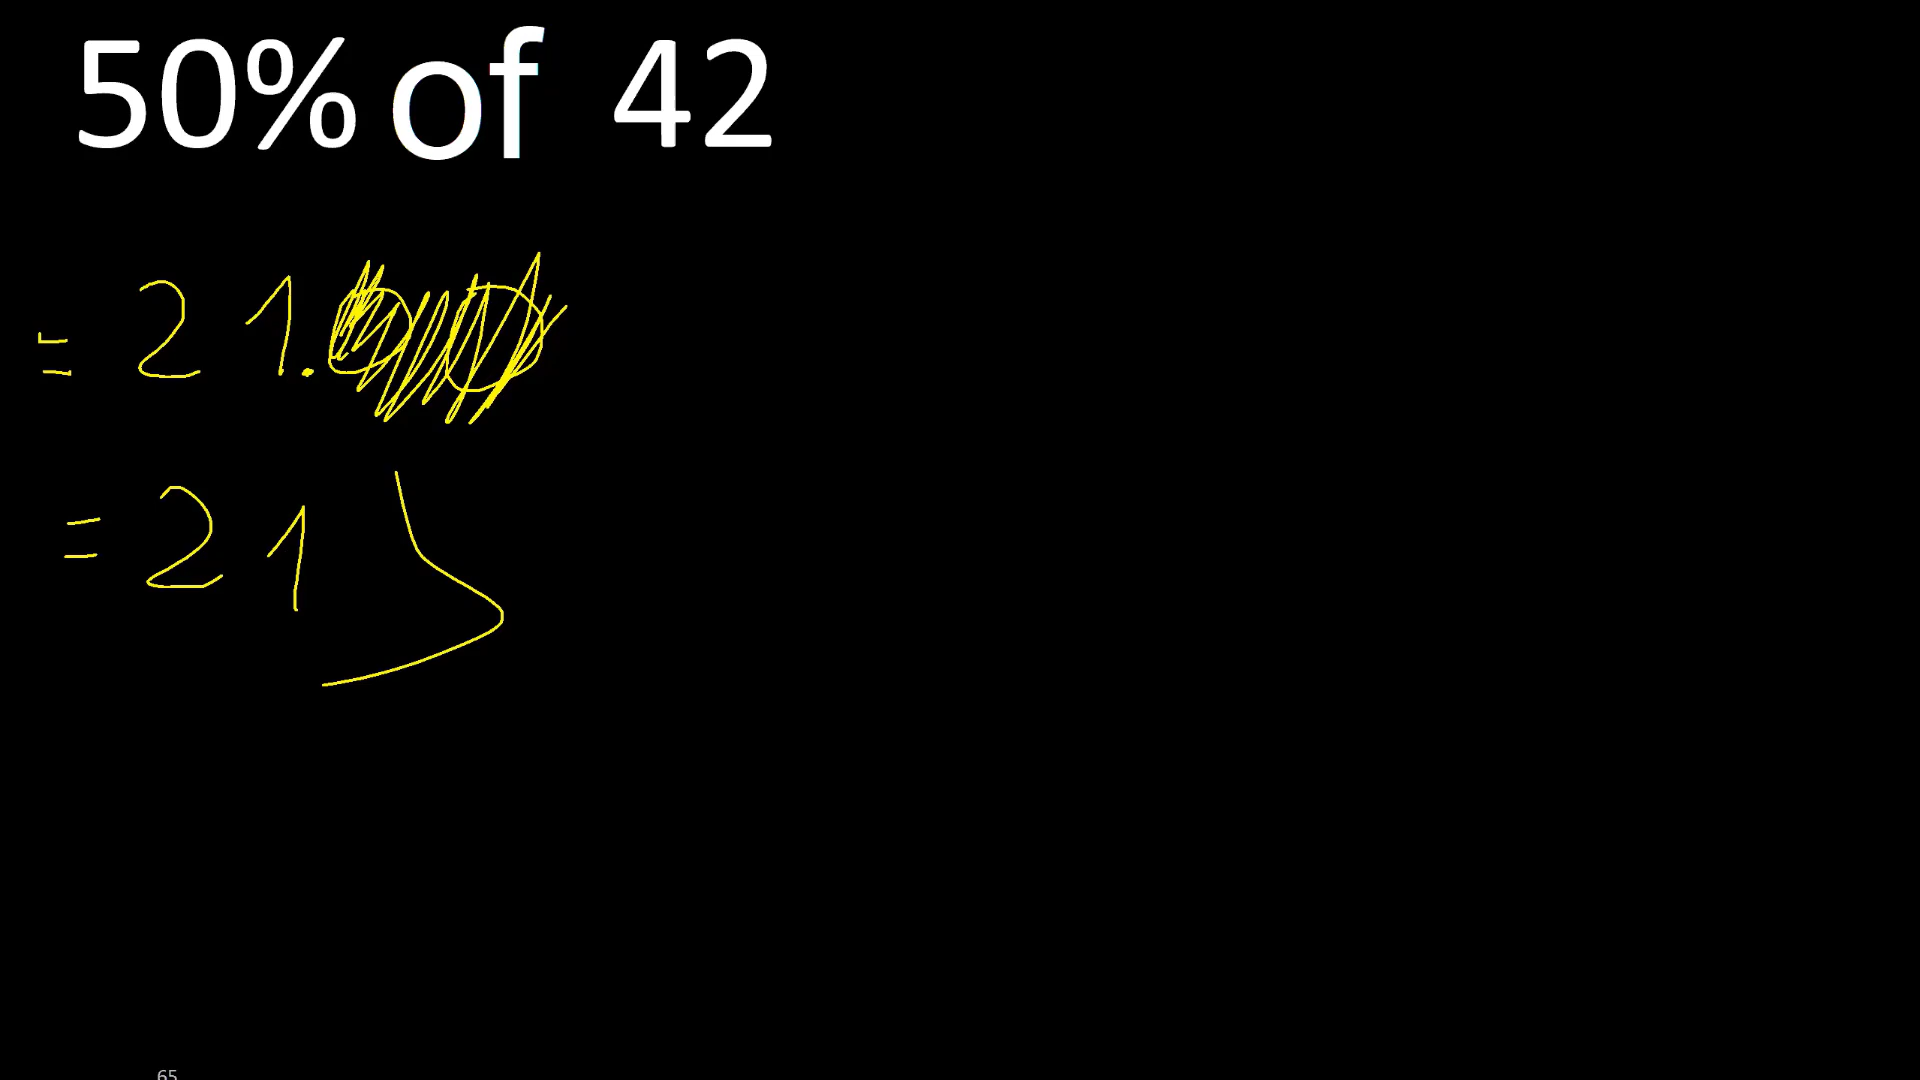 50% of 42
= 21.
= 21
65